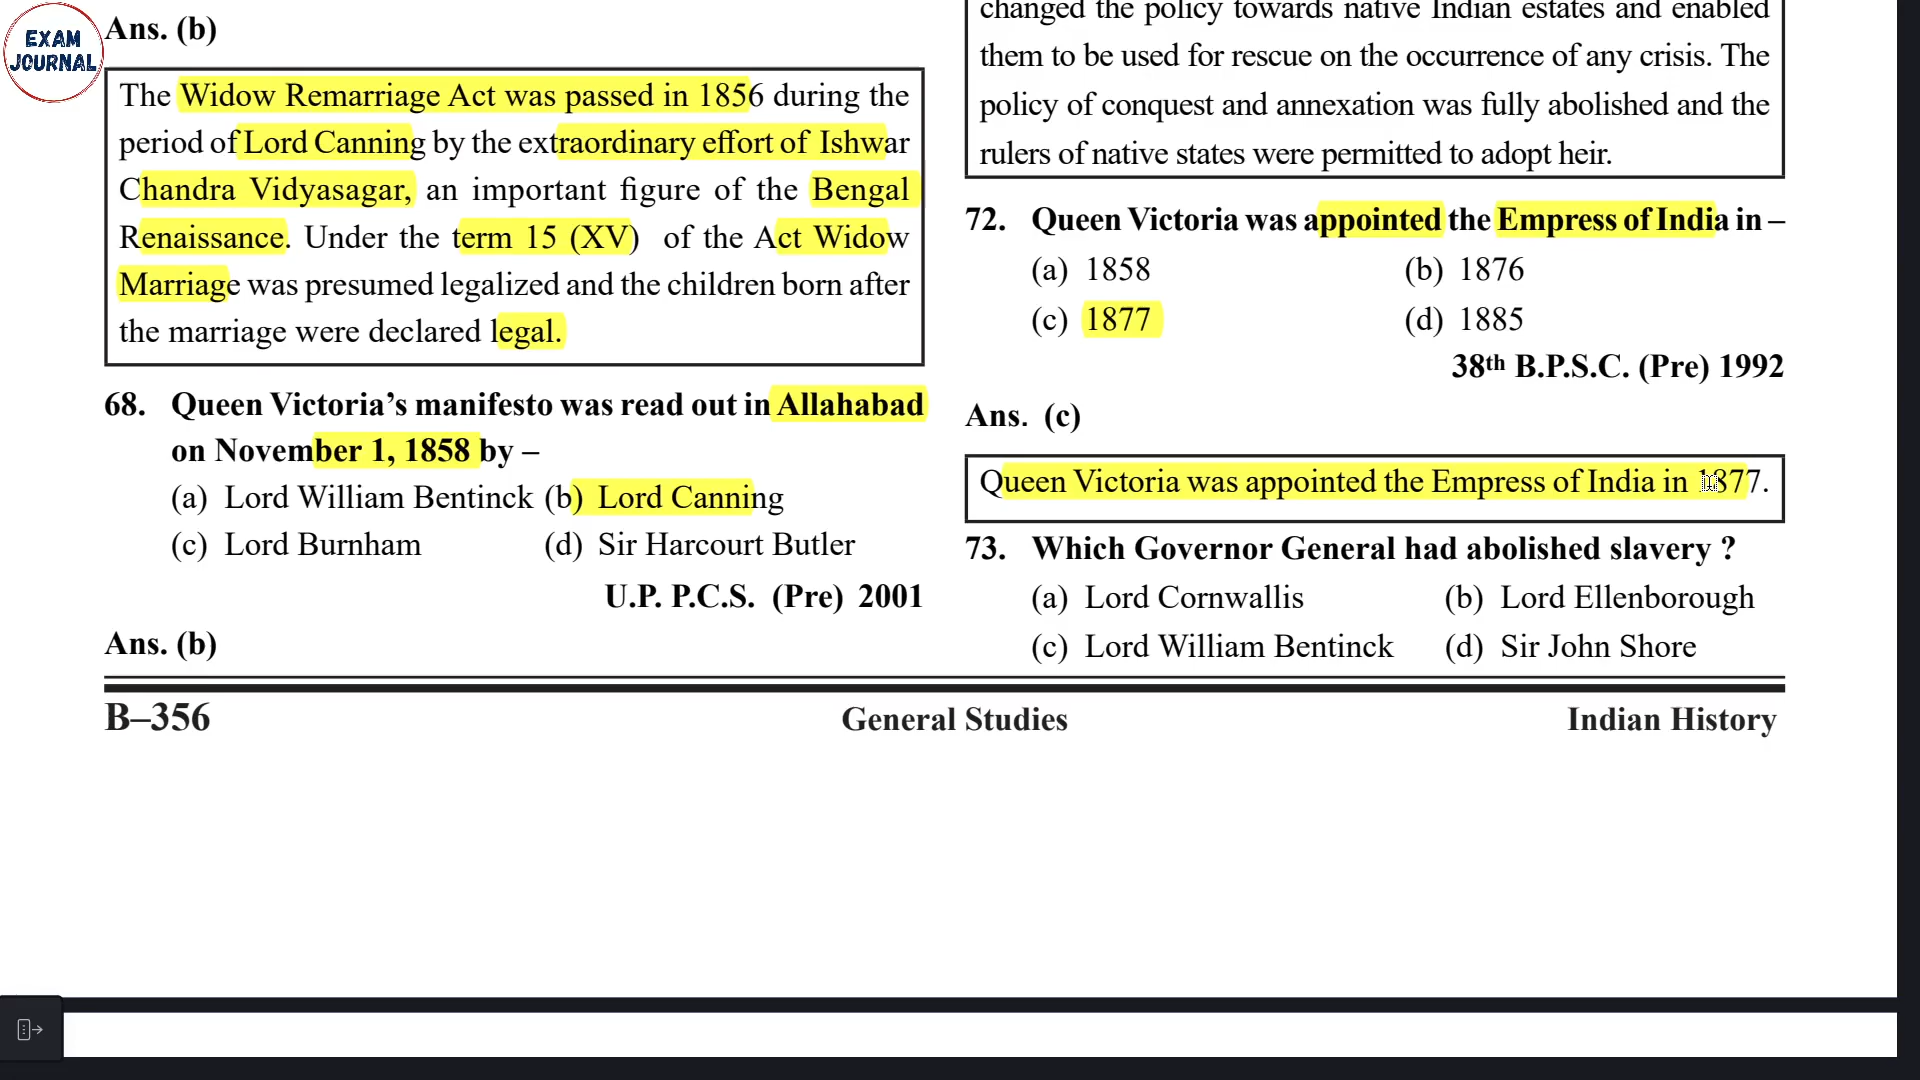 EXAM
JOURNAL
Ans. (b)
The Widow Remarriage Act was passed in 1856 during the
period of Lord Canning by the extraordinary effort of Ishwar
Chandra Vidyasagar, an important figure of the Bengal
Renaissance. Under the term 15 (XV) of the Act Widow
Marriage was presumed legalized and the children born after
the marriage were declared legal.
68. Queen Victoria’s manifesto was read out in Allahabad
on November 1, 1858 by –
(a) Lord William Bentinck (b) Lord Canning
(c) Lord Burnham (d) Sir Harcourt Butler
U.P. P.C.S. (Pre) 2001
Ans. (b)
changed the policy towards native Indian estates and enabled
them to be used for rescue on the occurrence of any crisis. The
policy of conquest and annexation was fully abolished and the
rulers of native states were permitted to adopt heir.
72. Queen Victoria was appointed the Empress of India in –
(a) 1858 (b) 1876
(c) 1877 (d) 1885
38th B.P.S.C. (Pre) 1992
Ans. (c)
Queen Victoria was appointed the Empress of India in 1877.
73. Which Governor General had abolished slavery ?
(a) Lord Cornwallis (b) Lord Ellenborough
(c) Lord William Bentinck (d) Sir John Shore
B–356 General Studies Indian History